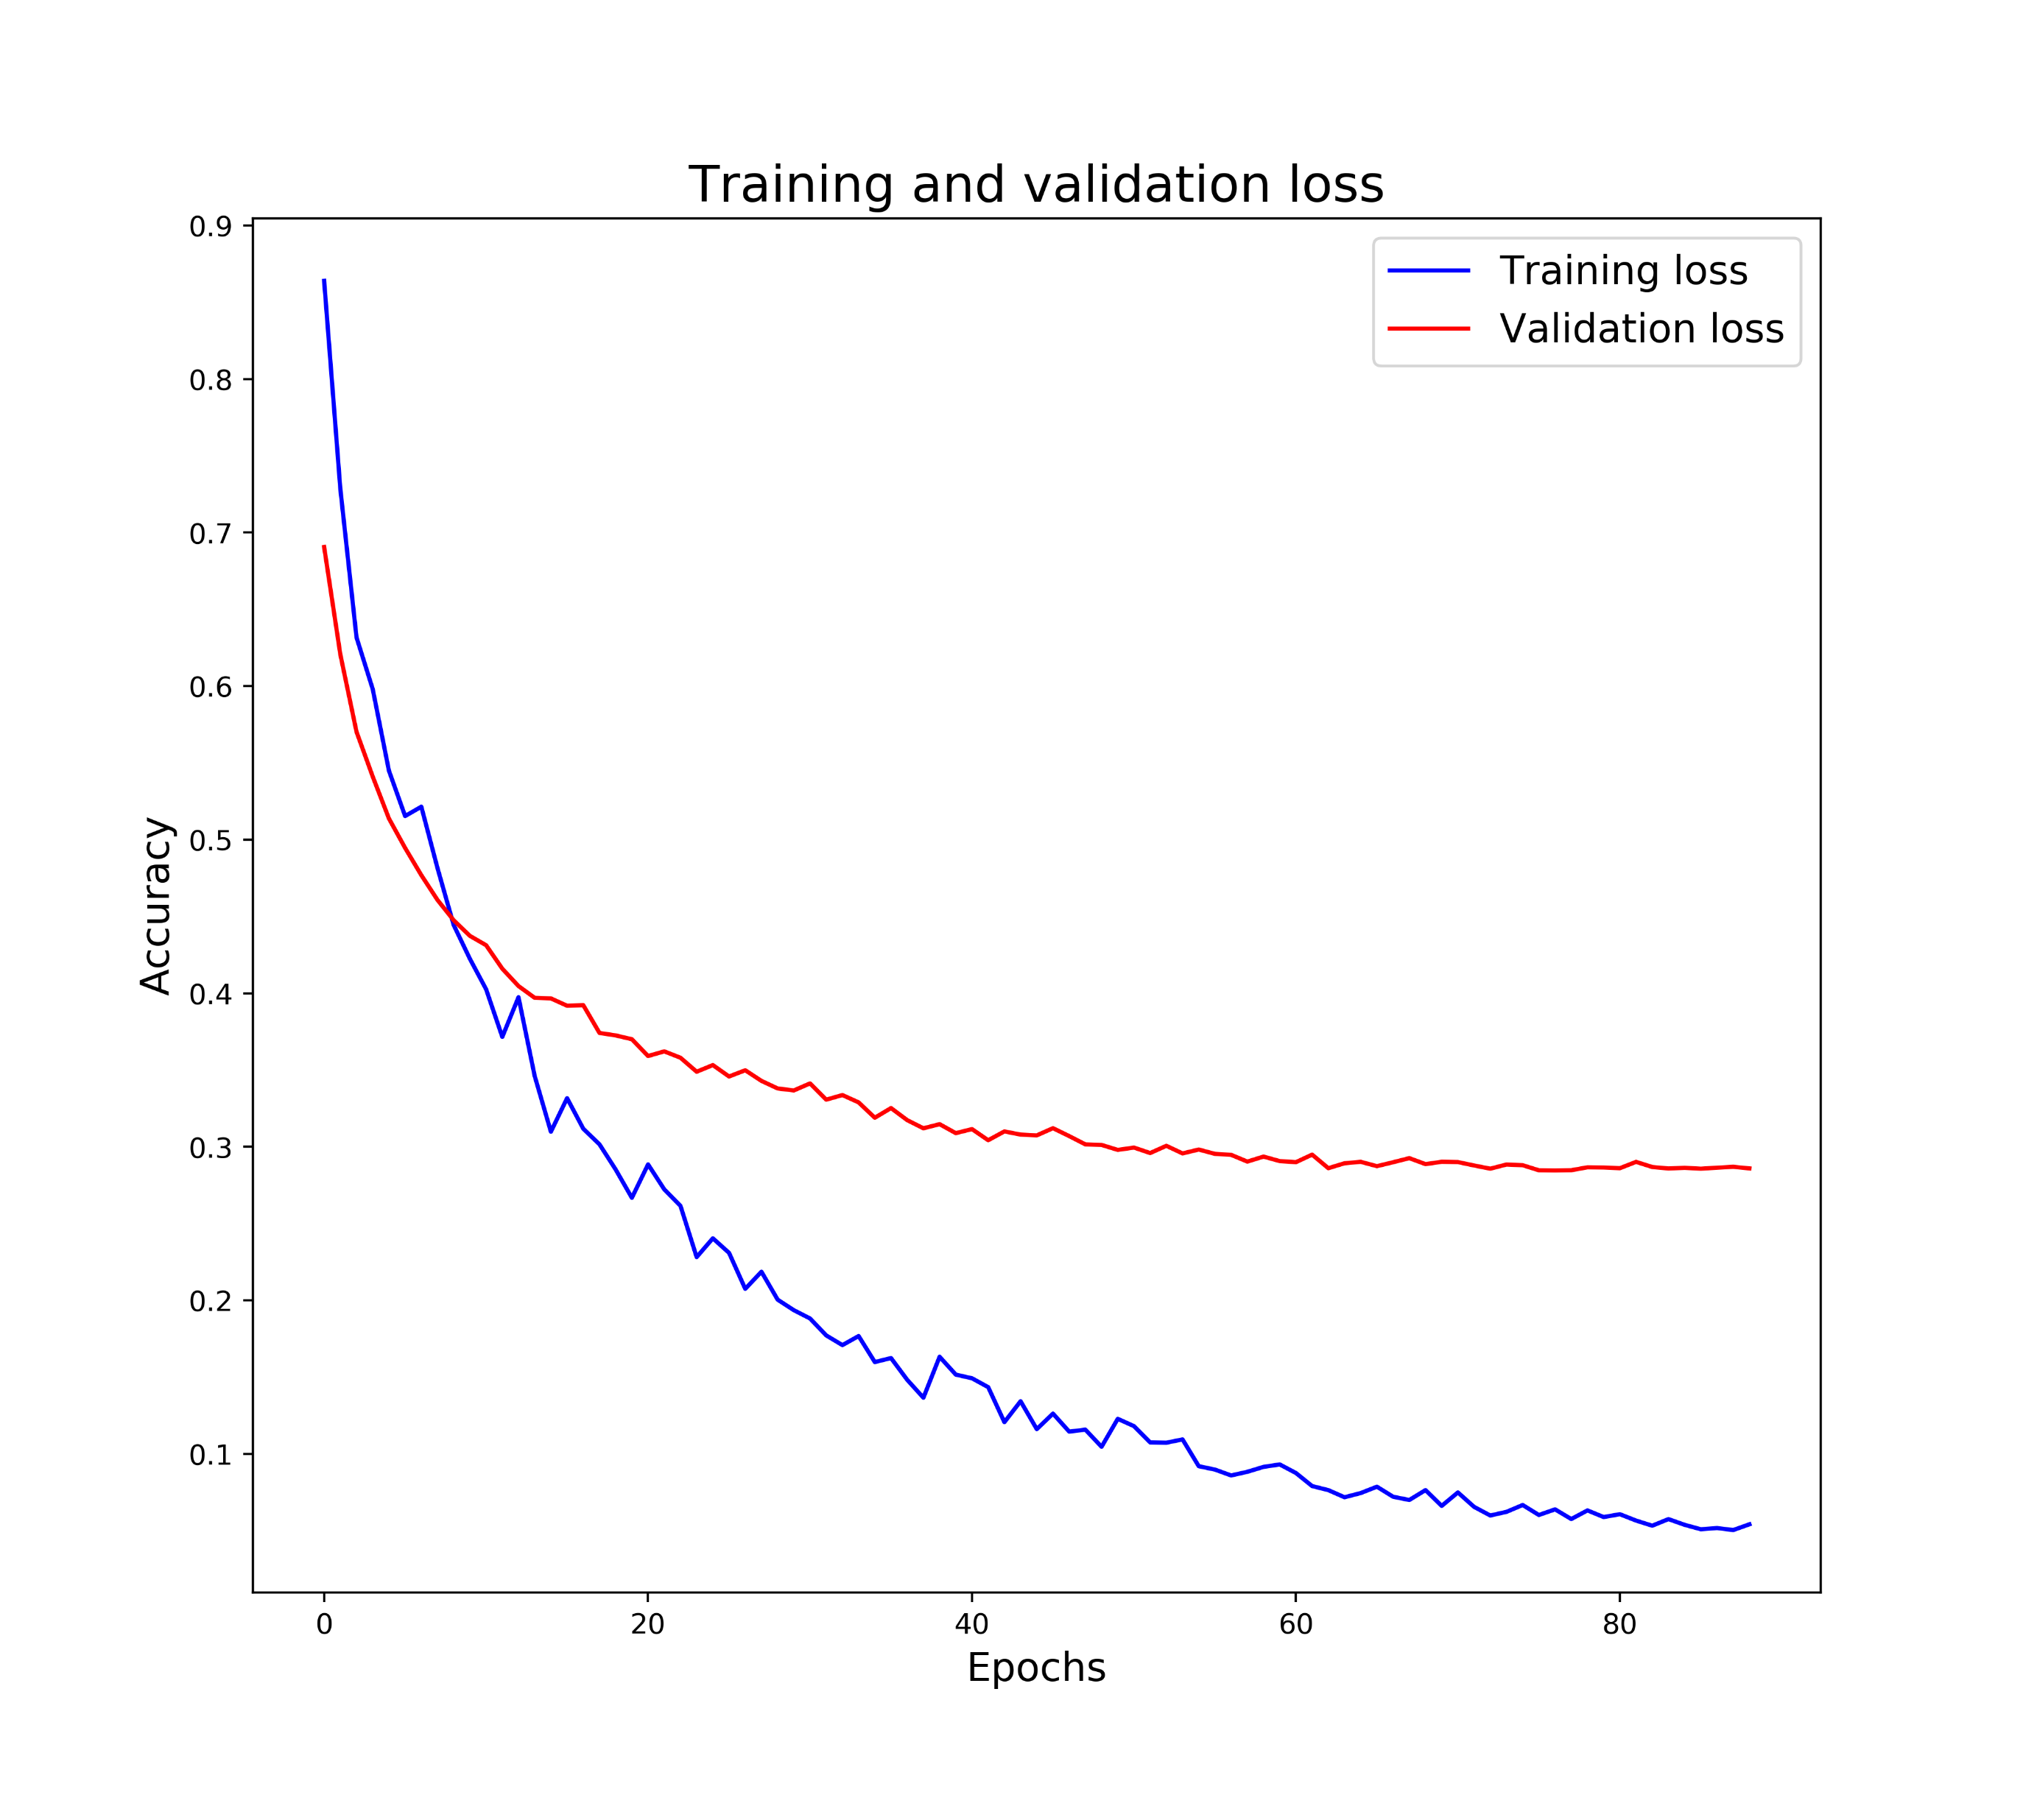 Training and validation loss
Training loss
Validation loss
0.9
0.8
0.7
0.6
0.5
0.4
0.3
0.2
0.1
Accuracy
0 20 40 60 80
Epochs